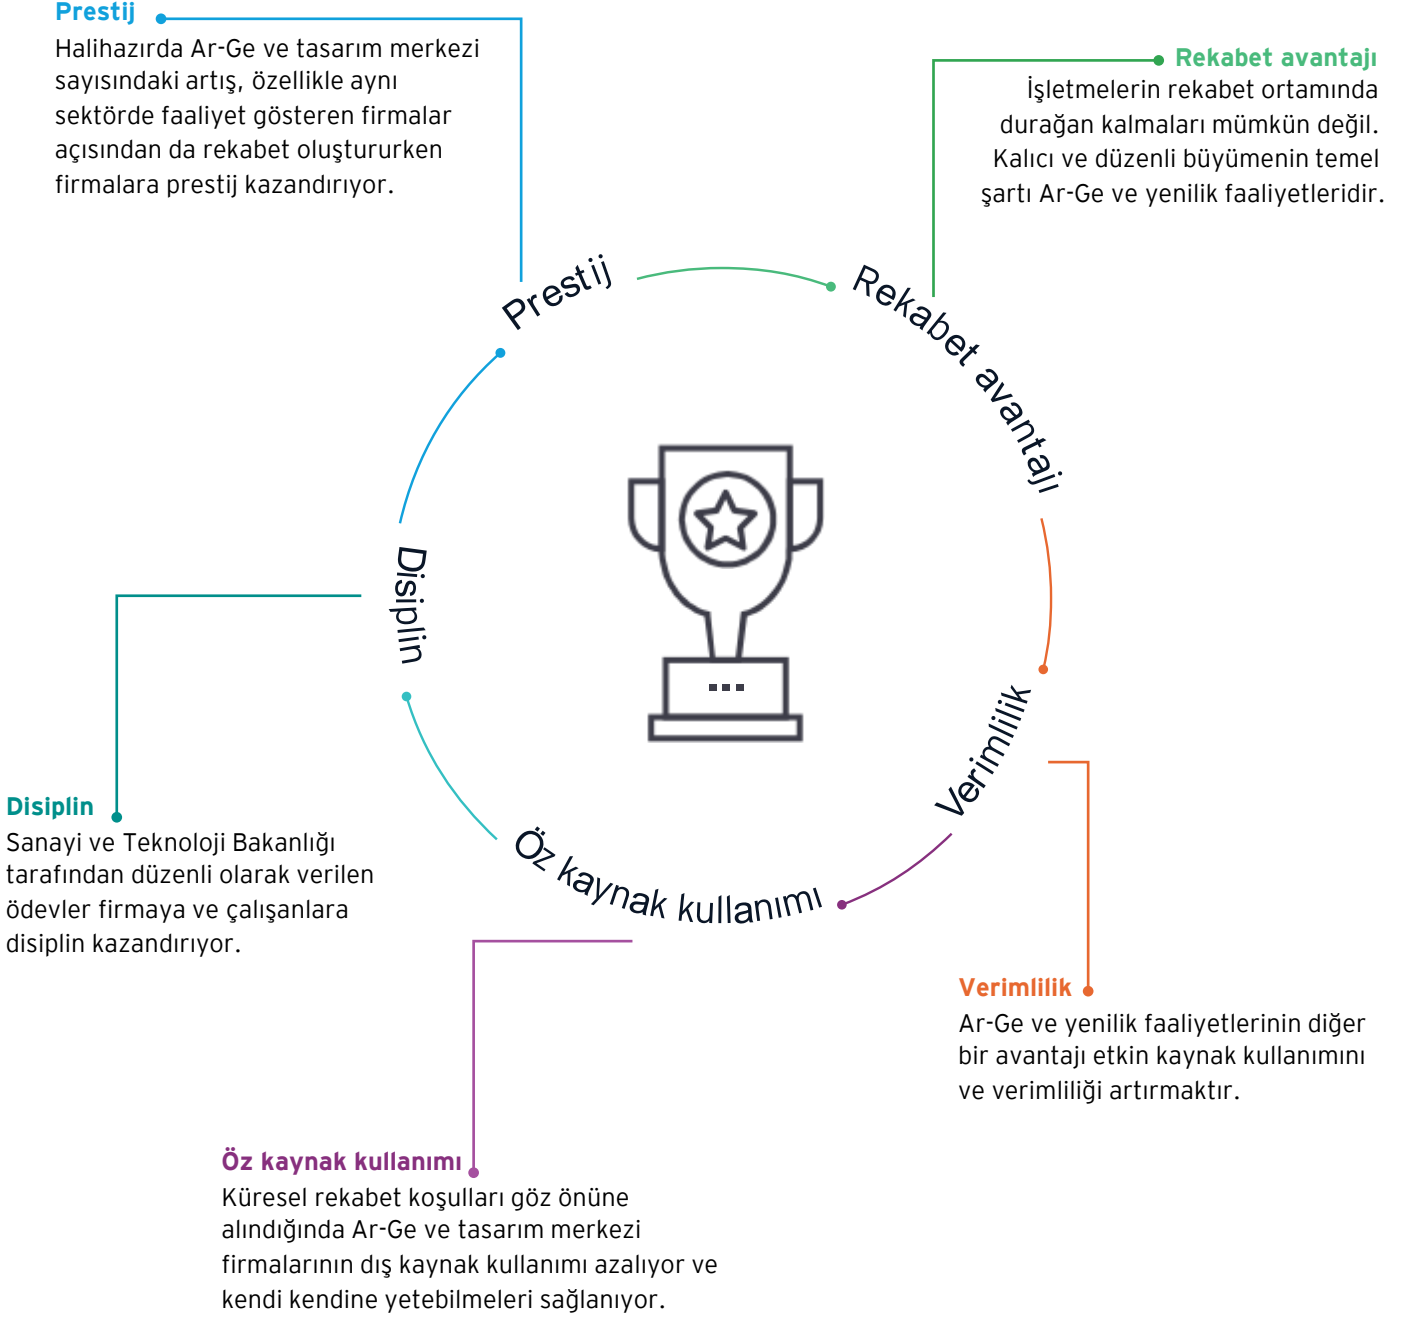 Prestij
Halihazırda Ar-Ge ve tasarım merkezi
sayısındaki artış, özellikle aynı
sektörde faaliyet gösteren firmalar
açısından da rekabet oluştururken
firmalara prestij kazandırıyor.
Rekabet avantajı
İşletmelerin rekabet ortamında
durağan kalmaları mümkün değil.
Kalıcı ve düzenli büyümenin temel
şartı Ar-Ge ve yenilik faaliyetleridir.
Prestij
Rekabet avantajı
Disiplin
Verimlilik
Öz kaynak kullanımı
Disiplin
Sanayi ve Teknoloji Bakanlığı
tarafından düzenli olarak verilen
ödevler firmaya ve çalışanlara
disiplin kazandırıyor.
Verimlilik
Ar-Ge ve yenilik faaliyetlerinin diğer
bir avantajı etkin kaynak kullanımını
ve verimliliği artırmaktır.
Öz kaynak kullanımı
Küresel rekabet koşulları göz önüne
alındığında Ar-Ge ve tasarım merkezi
firmalarının dış kaynak kullanımı azalıyor ve
kendi kendine yetebilmeleri sağlanıyor.